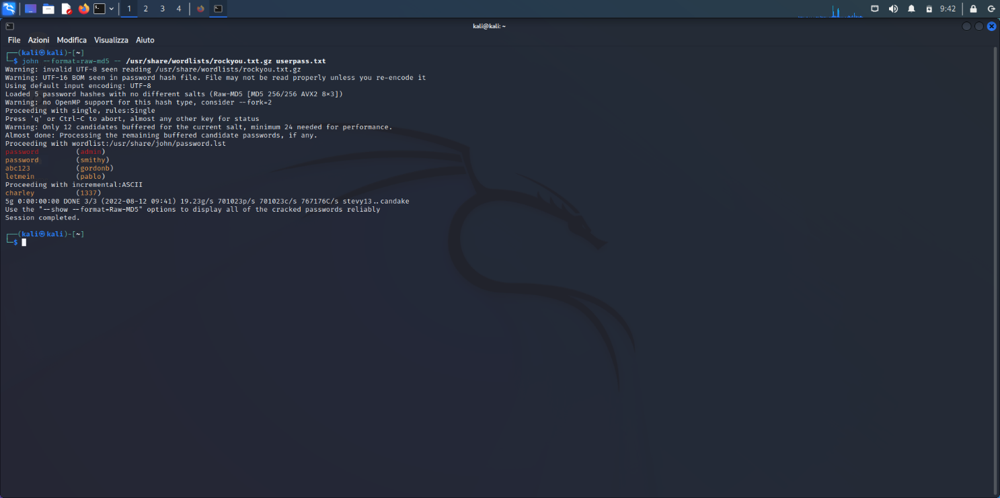 1 2 3 4 9:42
kali@kali: ~
File Azioni Modifica Visualizza Aiuto
┌──(kali㉿kali)-[~]
└─$ john --format=raw-md5 -- /usr/share/wordlists/rockyou.txt.gz userpass.txt
Warning: invalid UTF-8 seen reading /usr/share/wordlists/rockyou.txt.gz
Warning: UTF-16 BOM seen in password hash file. File may not be read properly unless you re-encode it
Using default input encoding: UTF-8
Loaded 5 password hashes with no different salts (Raw-MD5 [MD5 256/256 AVX2 8×3])
Warning: no OpenMP support for this hash type, consider --fork=2
Proceeding with single, rules:Single
Press 'q' or Ctrl-C to abort, almost any other key for status
Warning: Only 12 candidates buffered for the current salt, minimum 24 needed for performance.
Almost done: Processing the remaining buffered candidate passwords, if any.
Proceeding with wordlist:/usr/share/john/password.lst
password (admin)
password (smithy)
abc123 (gordonb)
letmein (pablo)
Proceeding with incremental:ASCII
charley (1337)
5g 0:00:00:00 DONE 3/3 (2022-08-12 09:41) 19.23g/s 701023p/s 701023c/s 767176C/s stevy13..candake
Use the "--show --format=Raw-MD5" options to display all of the cracked passwords reliably
Session completed.
┌──(kali㉿kali)-[~]
└─$